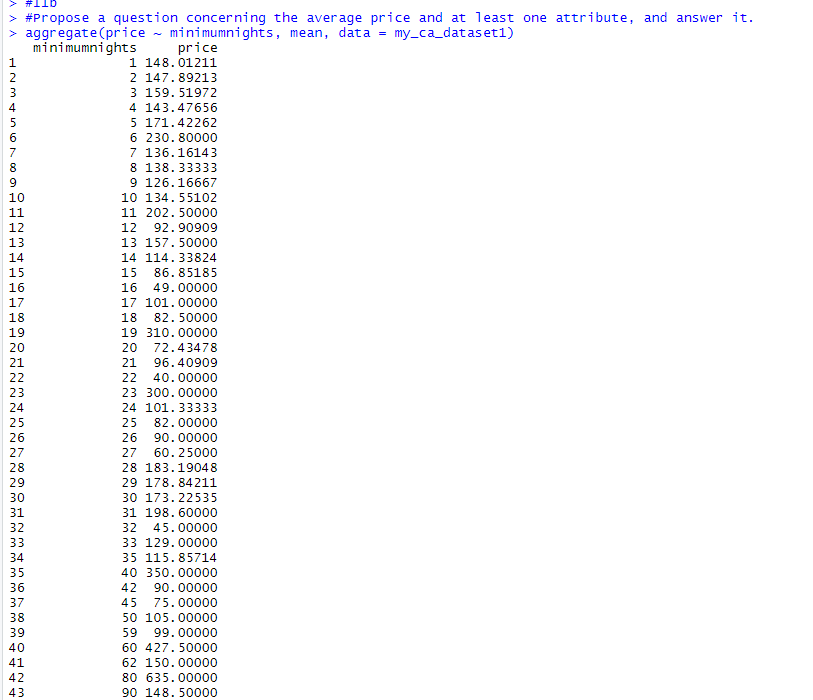 > #11b
> #Propose a question concerning the average price and at least one attribute, and answer it.
> aggregate(price ~ minimumnights, mean, data = my_ca_dataset1)
minimumnights price
1 1 148.01211
2 2 147.89213
3 3 159.51972
4 4 143.47656
5 5 171.42262
6 6 230.80000
7 7 136.16143
8 8 138.33333
9 9 126.16667
10 10 134.55102
11 11 202.50000
12 12 92.90909
13 13 157.50000
14 14 114.33824
15 15 86.85185
16 16 49.00000
17 17 101.00000
18 18 82.50000
19 19 310.00000
20 20 72.43478
21 21 96.40909
22 22 40.00000
23 23 300.00000
24 24 101.33333
25 25 82.00000
26 26 90.00000
27 27 60.25000
28 28 183.19048
29 29 178.84211
30 30 173.22535
31 31 198.60000
32 32 45.00000
33 33 129.00000
34 35 115.85714
35 40 350.00000
36 42 90.00000
37 45 75.00000
38 50 105.00000
39 59 99.00000
40 60 427.50000
41 62 150.00000
42 80 635.00000
43 90 148.50000